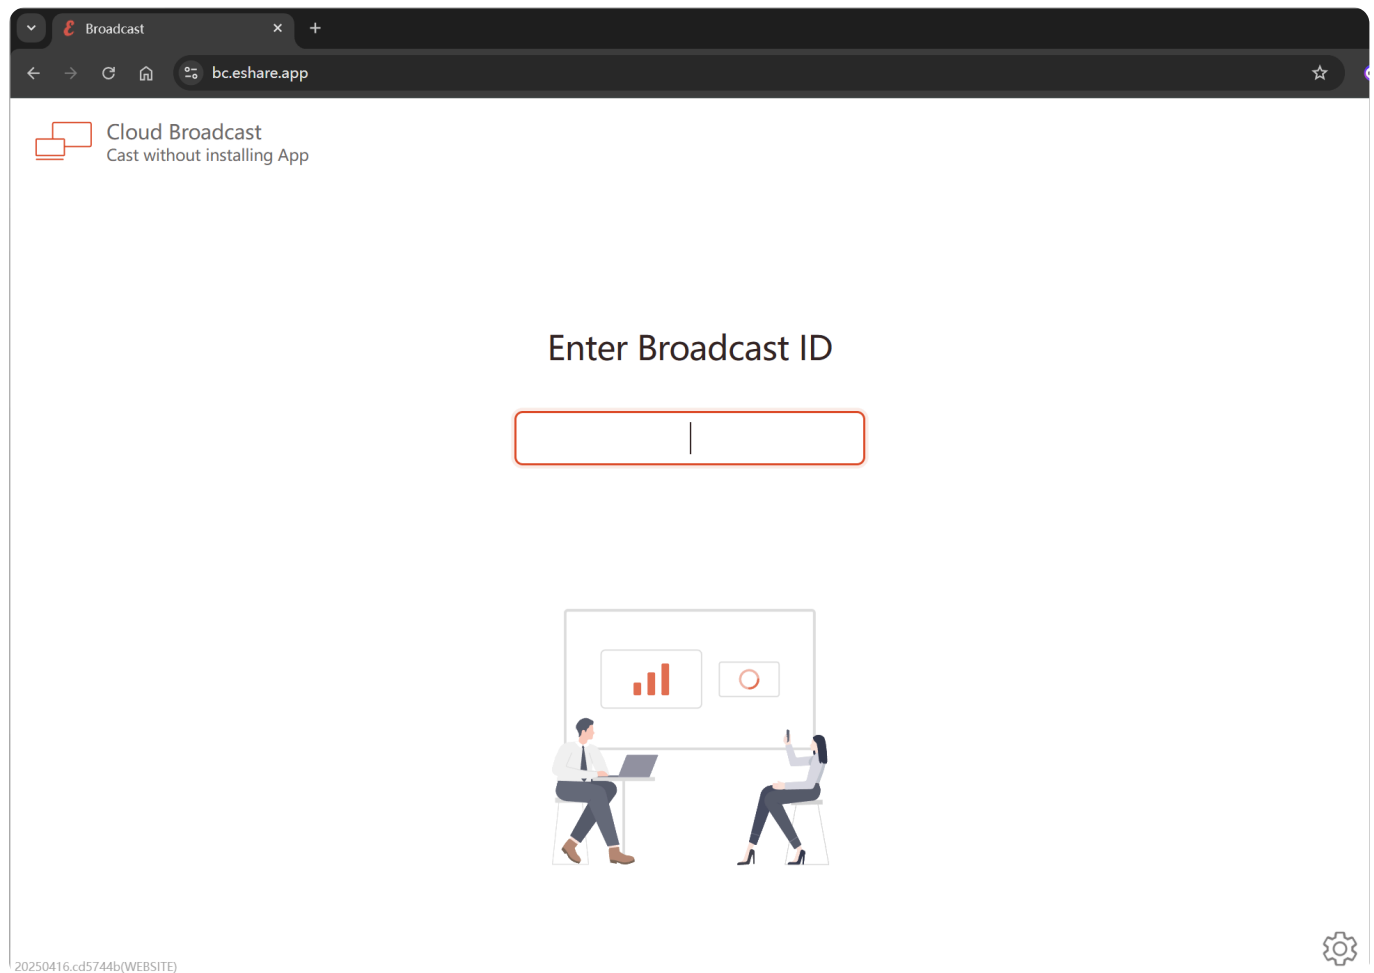 Broadcast
bc.eshare.app
Cloud Broadcast
Cast without installing App
Enter Broadcast ID
20250416.cd5744b(WEBSITE)